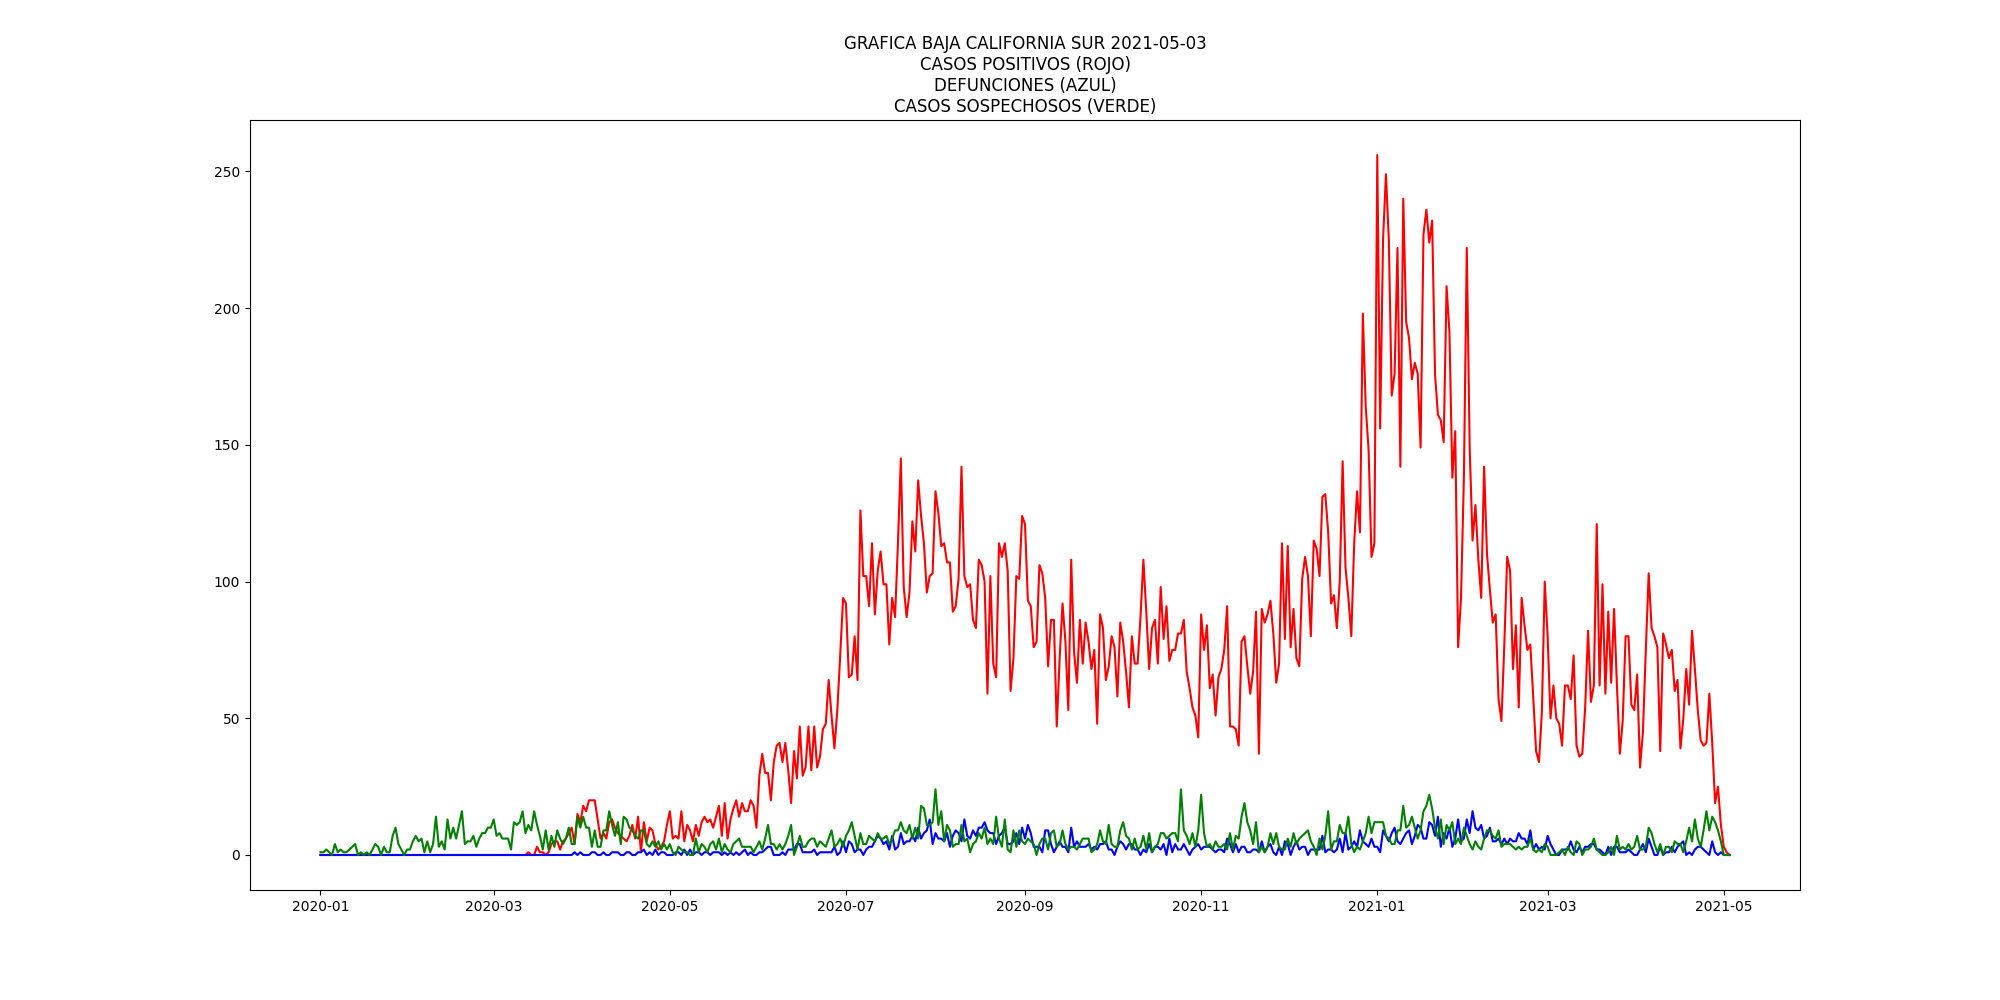 GRAFICA BAJA CALIFORNIA SUR 2021-05-03
CASOS POSITIVOS (ROJO)
DEFUNCIONES (AZUL)
CASOS SOSPECHOSOS (VERDE)
250
200
150
100
50
0
2020-01 2020-03 2020-05 2020-07 2020-09 2020-11 2021-01 2021-03 2021-05